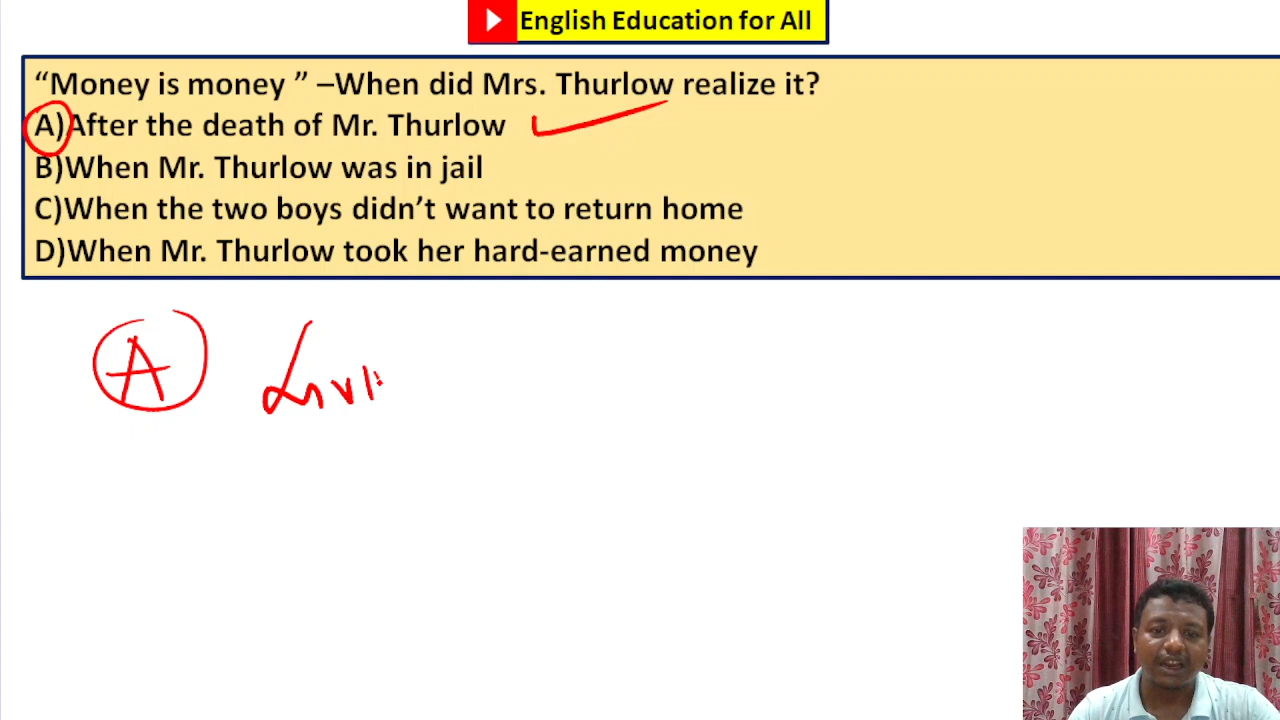 English Education for All
“Money is money ” –When did Mrs. Thurlow realize it?
A)After the death of Mr. Thurlow
B)When Mr. Thurlow was in jail
C)When the two boys didn’t want to return home
D)When Mr. Thurlow took her hard-earned money
A